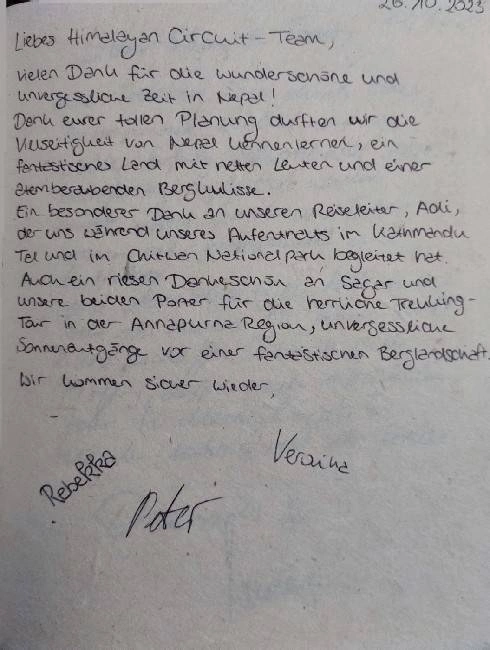 26.10.2023
Liebes Himalayan Circuit-Team,
vielen Dank für die wunderschöne und
unvergessliche Zeit in Nepal!
Dank eurer tollen Planung durften wir die
Vielseitigkeit von Nepal kennenlernen, ein
fantastisches Land mit netten Leuten und einer
atemberaubenden Bergkulisse.
Ein besonderer Dank an unseren Reiseleiter, Adi,
der uns während unseres Aufenthalts im Kathmandu
Tal und im Chitwan Nationalpark begleitet hat.
Auch ein riesen Dankeschön an Sagar und
unsere beiden Porter für die herrliche Trekking-
Tour in der Annapurna Region, unvergessliche
Sonnenaufgänge vor einer fantastischen Berglandschaft.
Wir kommen sicher wieder,
Verena
Rebekka
Peter